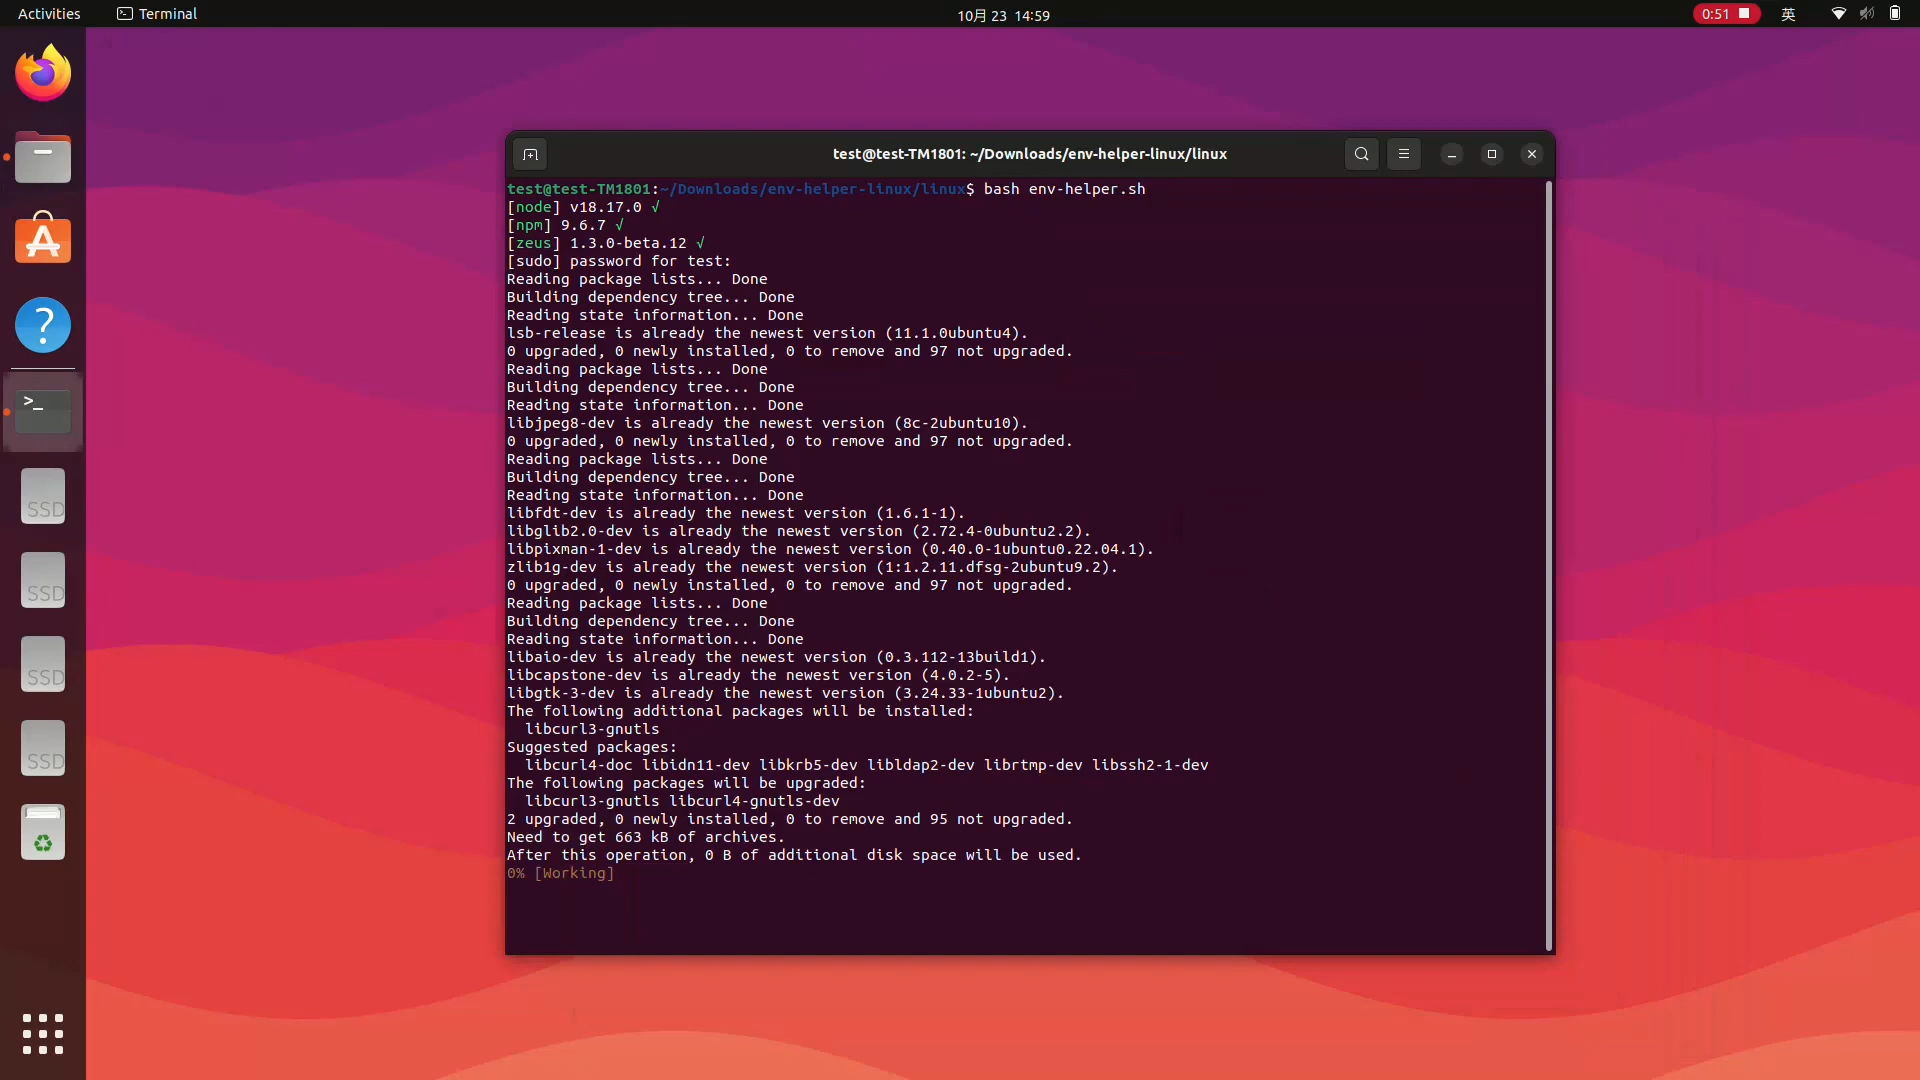 Activities
Terminal
10月 23 14:59
0:51
英
test@test-TM1801: ~/Downloads/env-helper-linux/linux
test@test-TM1801:~/Downloads/env-helper-linux/linux$ bash env-helper.sh
[node] v18.17.0 √
[npm] 9.6.7 √
[zeus] 1.3.0-beta.12 √
[sudo] password for test:
Reading package lists... Done
Building dependency tree... Done
Reading state information... Done
lsb-release is already the newest version (11.1.0ubuntu4).
0 upgraded, 0 newly installed, 0 to remove and 97 not upgraded.
Reading package lists... Done
Building dependency tree... Done
Reading state information... Done
libjpeg8-dev is already the newest version (8c-2ubuntu10).
0 upgraded, 0 newly installed, 0 to remove and 97 not upgraded.
Reading package lists... Done
Building dependency tree... Done
Reading state information... Done
libfdt-dev is already the newest version (1.6.1-1).
libglib2.0-dev is already the newest version (2.72.4-0ubuntu2.2).
libpixman-1-dev is already the newest version (0.40.0-1ubuntu0.22.04.1).
zlib1g-dev is already the newest version (1:1.2.11.dfsg-2ubuntu9.2).
0 upgraded, 0 newly installed, 0 to remove and 97 not upgraded.
Reading package lists... Done
Building dependency tree... Done
Reading state information... Done
libaio-dev is already the newest version (0.3.112-13build1).
libcapstone-dev is already the newest version (4.0.2-5).
libgtk-3-dev is already the newest version (3.24.33-1ubuntu2).
The following additional packages will be installed:
libcurl3-gnutls
Suggested packages:
libcurl4-doc libidn11-dev libkrb5-dev libldap2-dev librtmp-dev libssh2-1-dev
The following packages will be upgraded:
libcurl3-gnutls libcurl4-gnutls-dev
2 upgraded, 0 newly installed, 0 to remove and 95 not upgraded.
Need to get 663 kB of archives.
After this operation, 0 B of additional disk space will be used.
0% [Working]
SSD
SSD
SSD
SSD